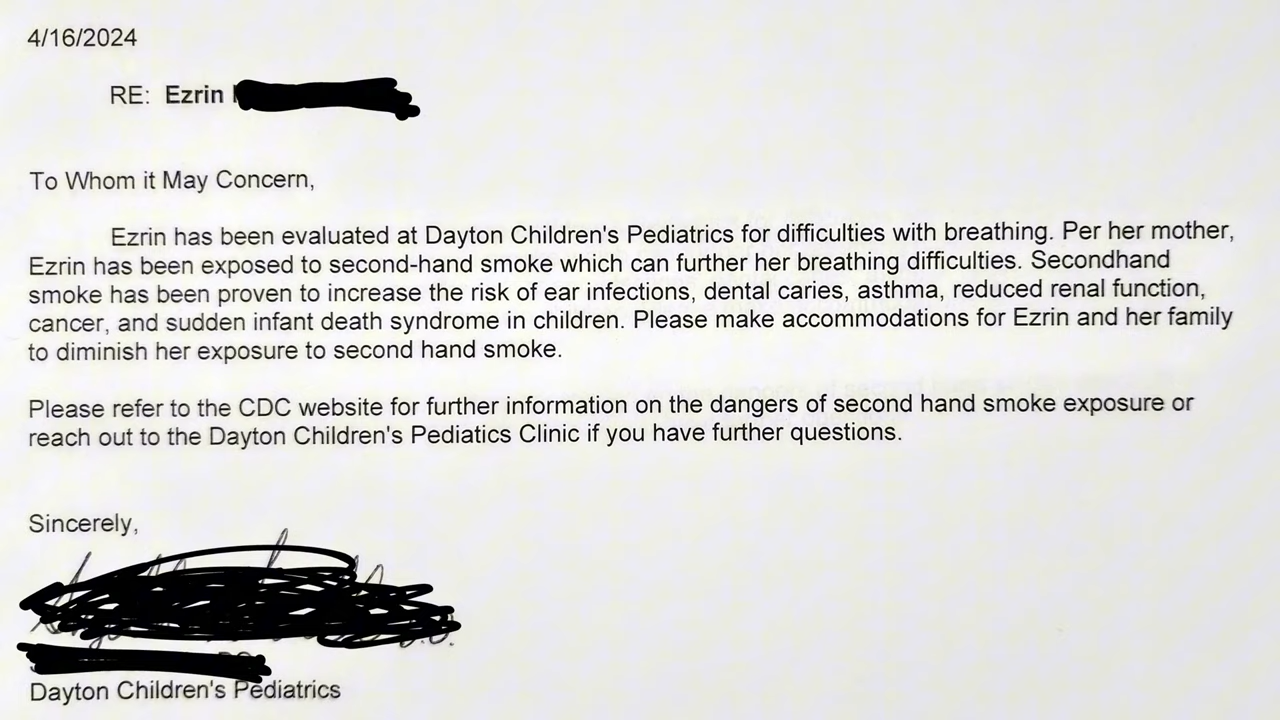 4/16/2024
RE: Ezrin
To Whom it May Concern,
Ezrin has been evaluated at Dayton Children's Pediatrics for difficulties with breathing. Per her mother,
Ezrin has been exposed to second-hand smoke which can further her breathing difficulties. Secondhand
smoke has been proven to increase the risk of ear infections, dental caries, asthma, reduced renal function,
cancer, and sudden infant death syndrome in children. Please make accommodations for Ezrin and her family
to diminish her exposure to second hand smoke.
Please refer to the CDC website for further information on the dangers of second hand smoke exposure or
reach out to the Dayton Children's Pediatics Clinic if you have further questions.
Sincerely,
Dayton Children's Pediatrics